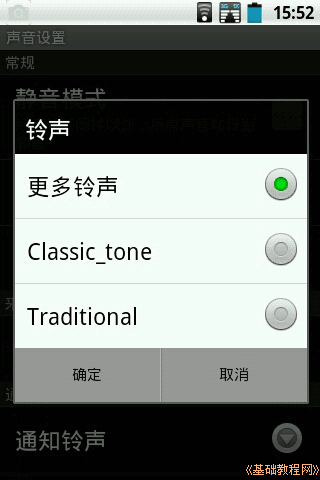 15:52
声音设置
常规
静音模式
铃声
更多铃声
Classic_tone
Traditional
确定
取消
通知铃声
《基础教程网》